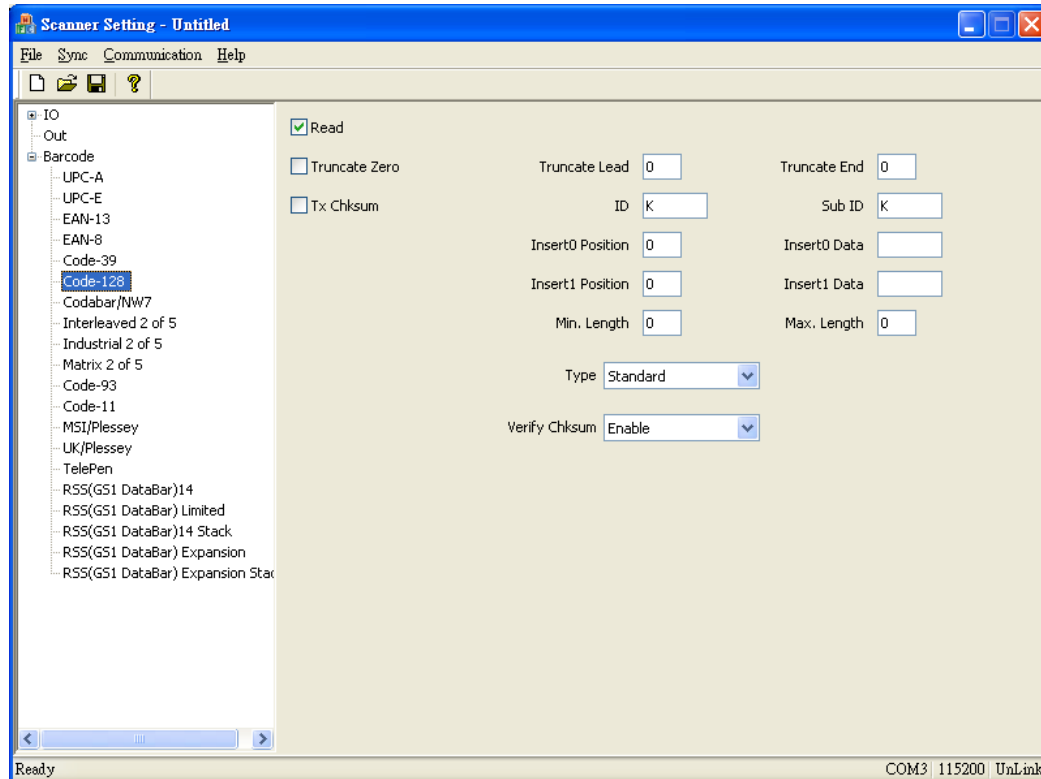 Scanner Setting - Untitled
File Sync Communication Help
IO
Out
Barcode
UPC-A
UPC-E
EAN-13
EAN-8
Code-39
Code-128
Codabar/NW7
Interleaved 2 of 5
Industrial 2 of 5
Matrix 2 of 5
Code-93
Code-11
MSI/Plessey
UK/Plessey
TelePen
RSS(GS1 DataBar)14
RSS(GS1 DataBar) Limited
RSS(GS1 DataBar)14 Stack
RSS(GS1 DataBar) Expansion
RSS(GS1 DataBar) Expansion Stac
Read
Truncate Zero Truncate Lead 0 Truncate End 0
Tx Chksum ID K Sub ID K
Insert0 Position 0 Insert0 Data
Insert1 Position 0 Insert1 Data
Min. Length 0 Max. Length 0
Type Standard
Verify Chksum Enable
Ready COM3 115200 UnLink